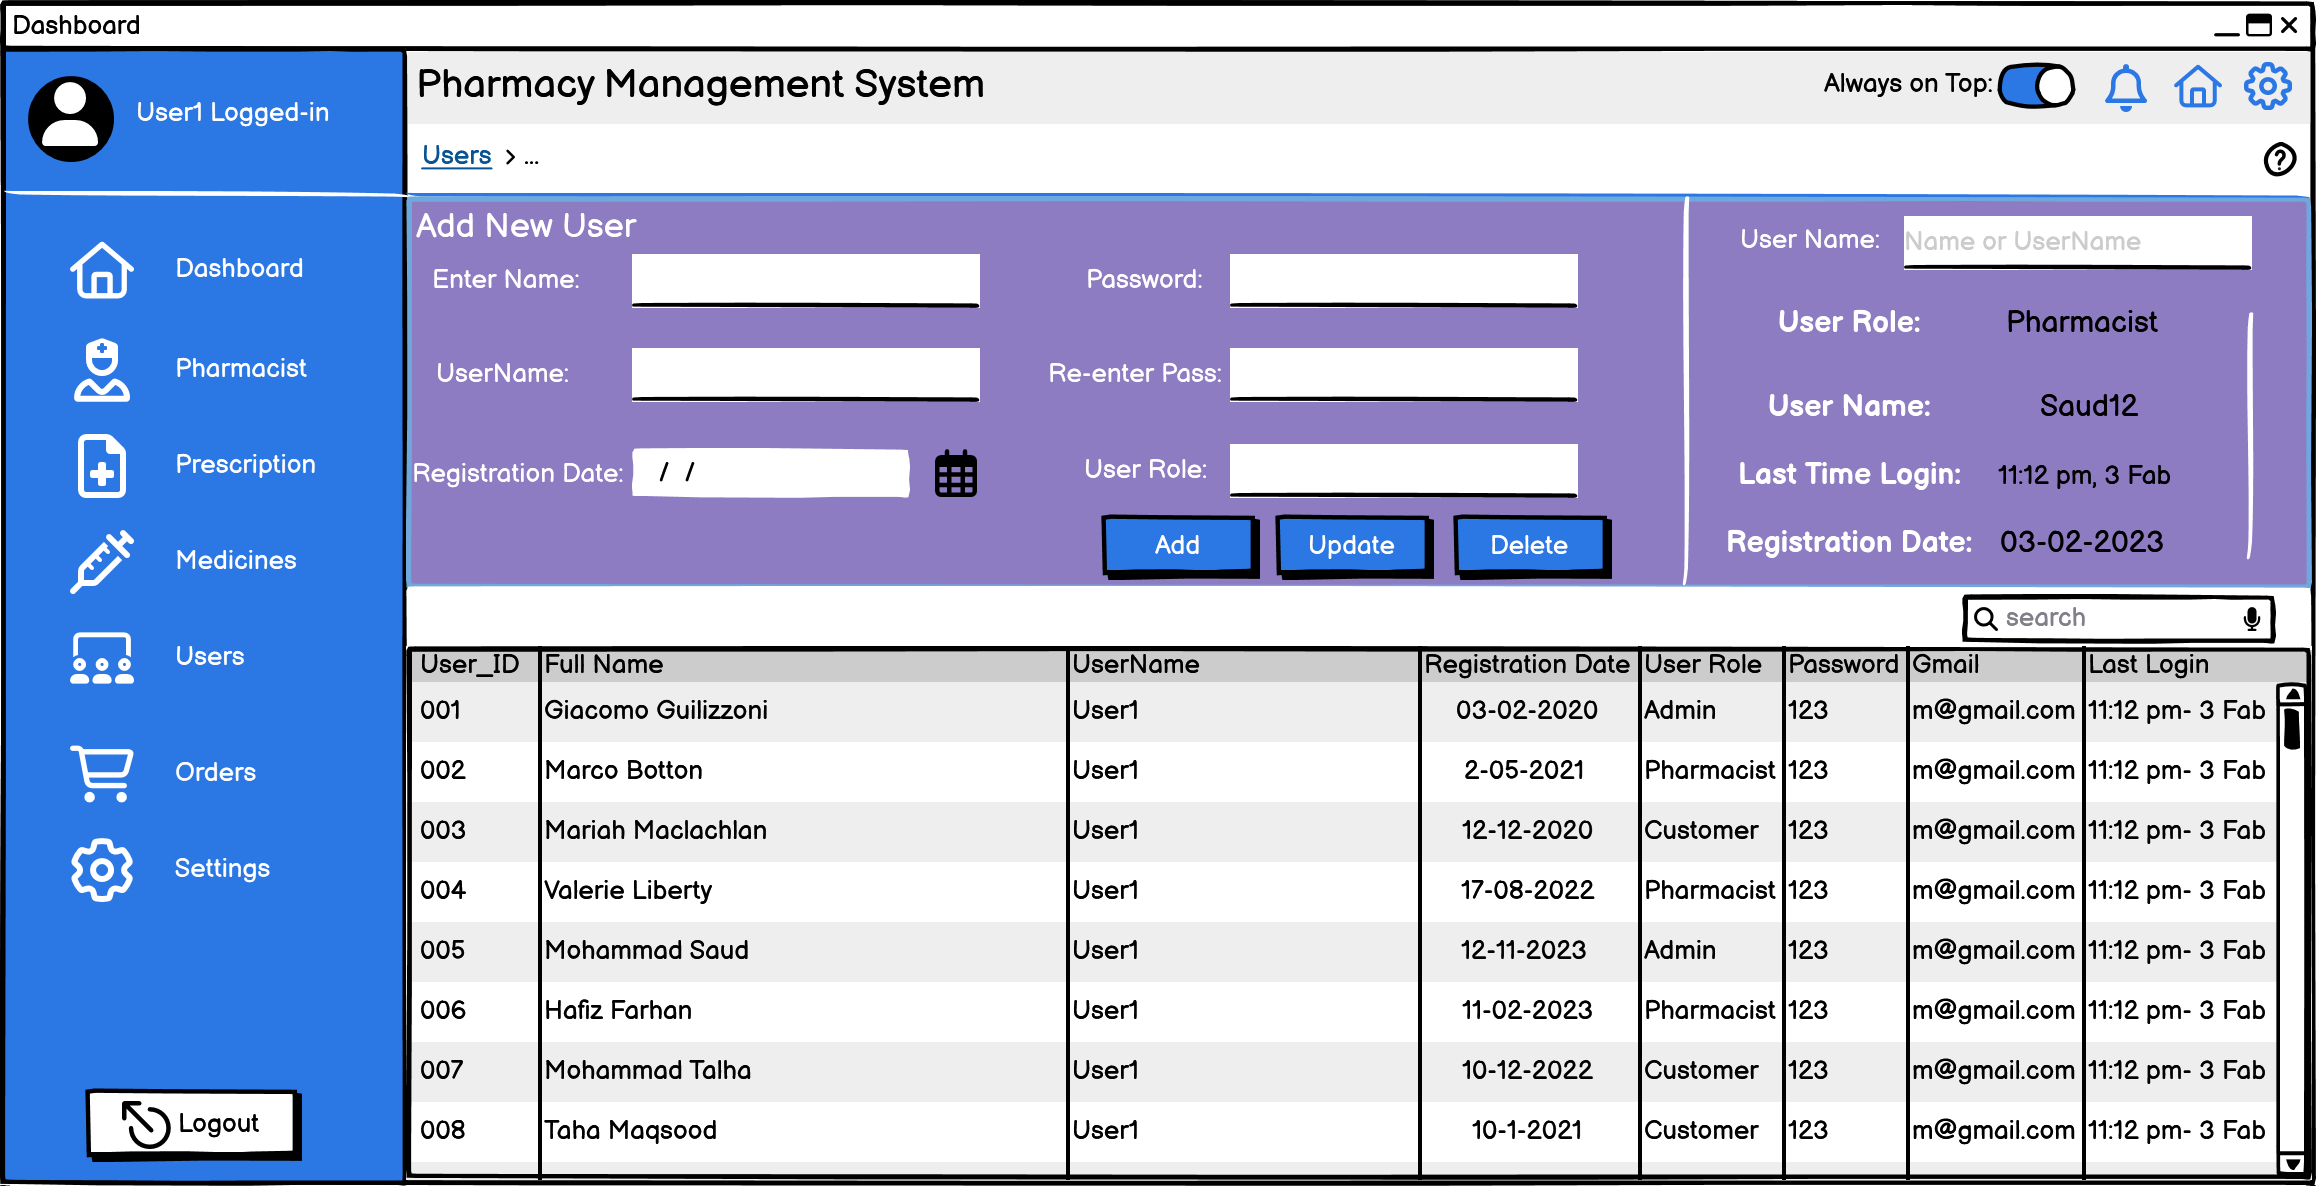 Dashboard
User1 Logged-in
Pharmacy Management System
Always on Top:
Users > ...
Dashboard
Pharmacist
Prescription
Medicines
Users
Orders
Settings
Logout
Add New User
Enter Name:
Password:
UserName:
Re-enter Pass:
Registration Date: / /
User Role:
Add
Update
Delete
User Name: Name or UserName
User Role: Pharmacist
User Name: Saud12
Last Time Login: 11:12 pm, 3 Fab
Registration Date: 03-02-2023
search
User_ID Full Name UserName Registration Date User Role Password Gmail Last Login
001 Giacomo Guilizzoni User1 03-02-2020 Admin 123 m@gmail.com 11:12 pm- 3 Fab
002 Marco Botton User1 2-05-2021 Pharmacist 123 m@gmail.com 11:12 pm- 3 Fab
003 Mariah Maclachlan User1 12-12-2020 Customer 123 m@gmail.com 11:12 pm- 3 Fab
004 Valerie Liberty User1 17-08-2022 Pharmacist 123 m@gmail.com 11:12 pm- 3 Fab
005 Mohammad Saud User1 12-11-2023 Admin 123 m@gmail.com 11:12 pm- 3 Fab
006 Hafiz Farhan User1 11-02-2023 Pharmacist 123 m@gmail.com 11:12 pm- 3 Fab
007 Mohammad Talha User1 10-12-2022 Customer 123 m@gmail.com 11:12 pm- 3 Fab
008 Taha Maqsood User1 10-1-2021 Customer 123 m@gmail.com 11:12 pm- 3 Fab